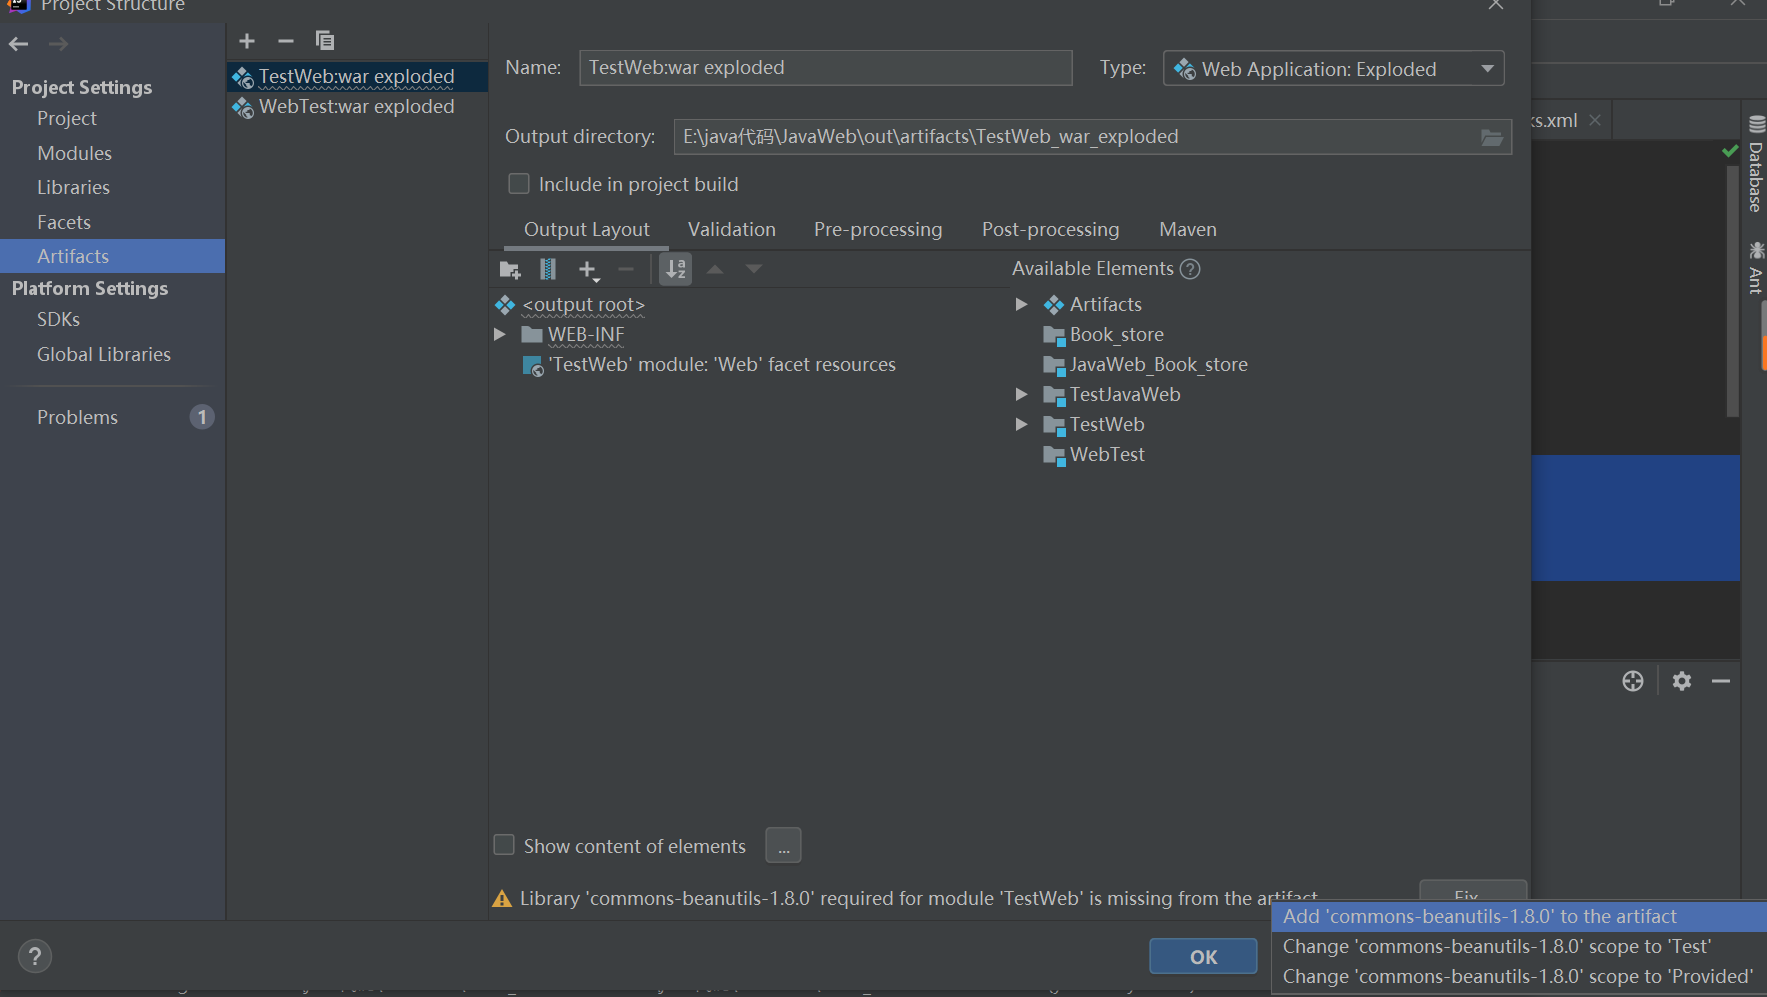 Project Structure
Project Settings
Project
Modules
Libraries
Facets
Artifacts
Platform Settings
SDKs
Global Libraries
Problems 1
TestWeb:war exploded
WebTest:war exploded
Name: TestWeb:war exploded Type: Web Application: Exploded
Output directory: E:\java代码\JavaWeb\out\artifacts\TestWeb_war_exploded
Include in project build
Output Layout Validation Pre-processing Post-processing Maven
<output root>
WEB-INF
'TestWeb' module: 'Web' facet resources
Available Elements ?
Artifacts
Book_store
JavaWeb_Book_store
TestJavaWeb
TestWeb
WebTest
Show content of elements ...
Library 'commons-beanutils-1.8.0' required for module 'TestWeb' is missing from the artifact Fix
Add 'commons-beanutils-1.8.0' to the artifact
Change 'commons-beanutils-1.8.0' scope to 'Test'
Change 'commons-beanutils-1.8.0' scope to 'Provided'
? OK
ks.xml
Database
Ant